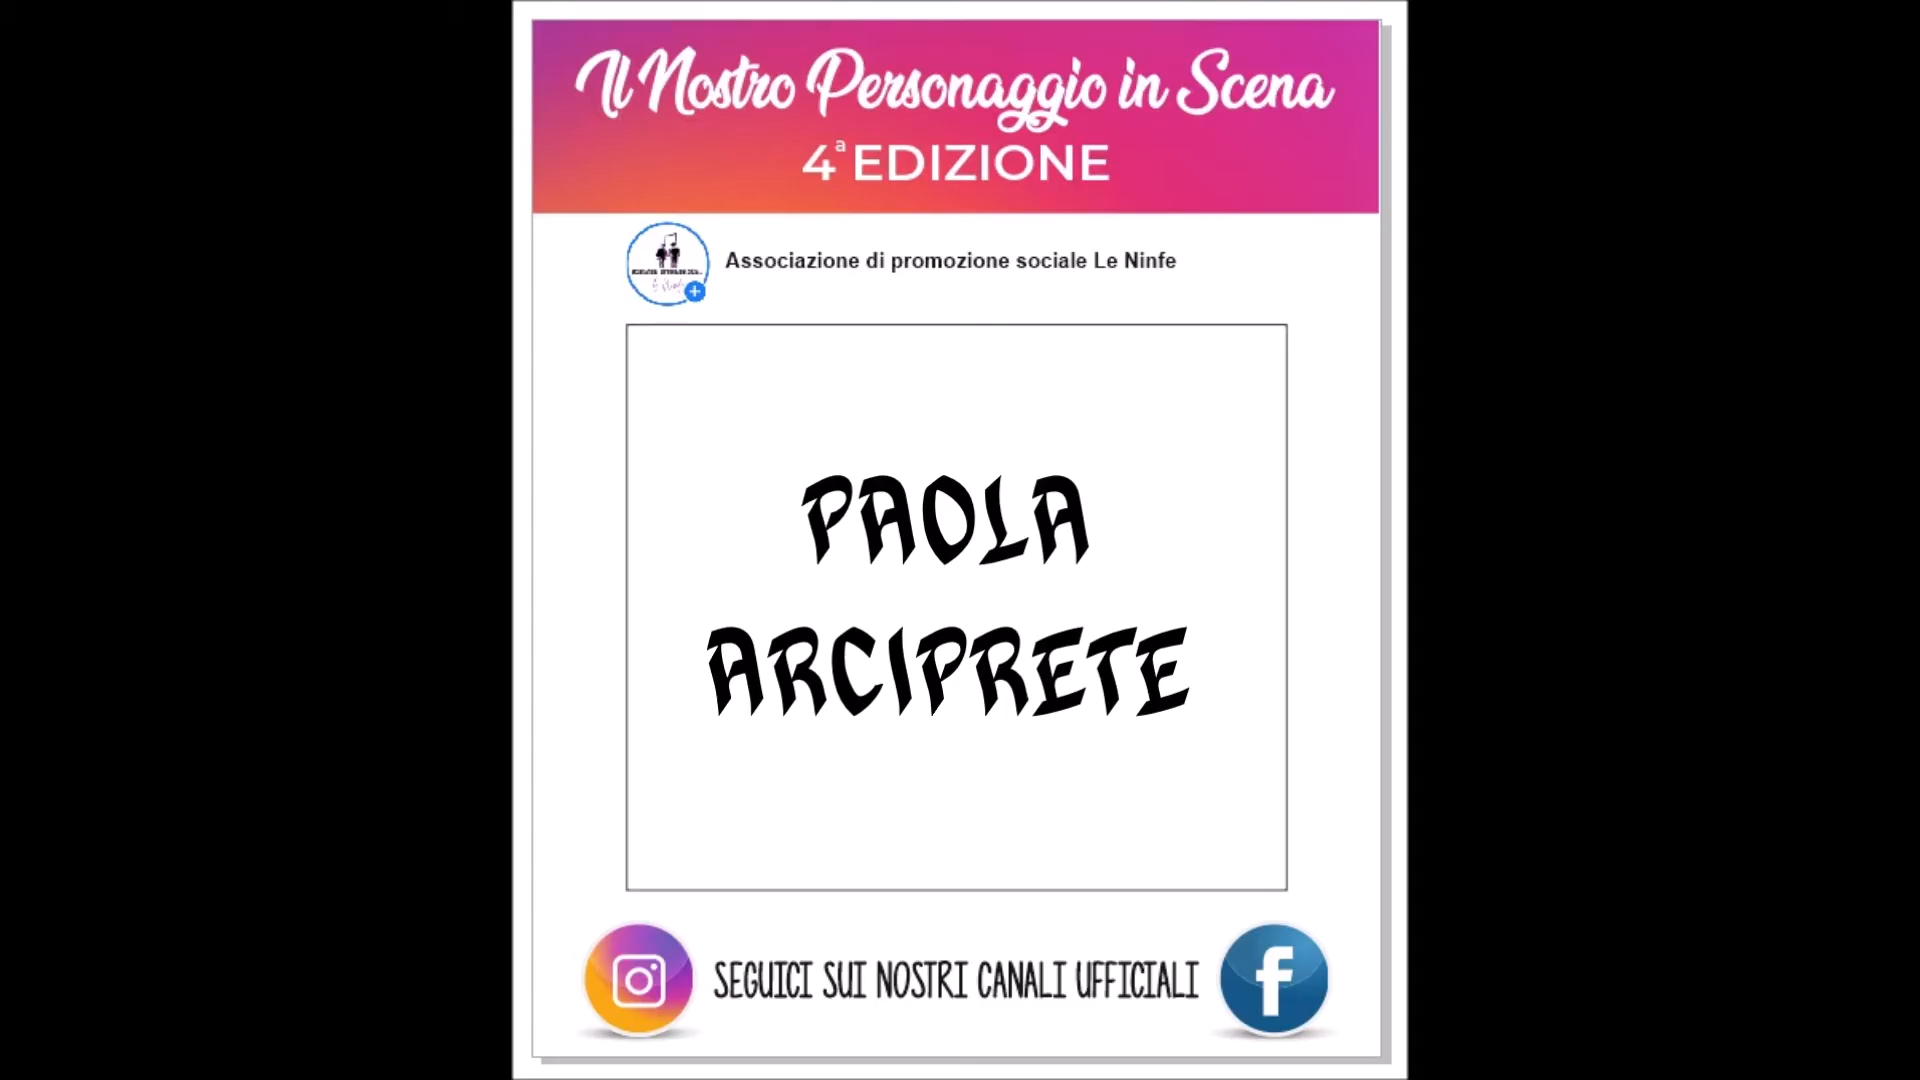 Il Nostro Personaggio in Scena
4ª EDIZIONE
Associazione di promozione sociale Le Ninfe
PAOLA
ARCIPRETE
SEGUICI SUI NOSTRI CANALI UFFICIALI